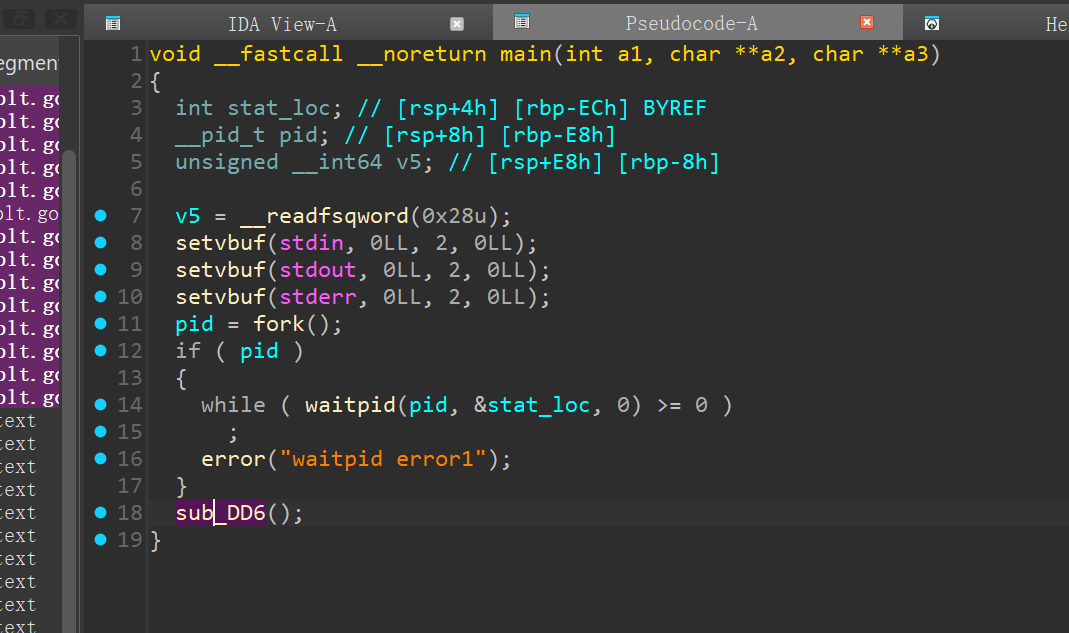 IDA View-A
Pseudocode-A
He
egment
1 void __fastcall __noreturn main(int a1, char **a2, char **a3)
2 {
3 int stat_loc; // [rsp+4h] [rbp-ECh] BYREF
4 __pid_t pid; // [rsp+8h] [rbp-E8h]
5 unsigned __int64 v5; // [rsp+E8h] [rbp-8h]
6
7 v5 = __readfsqword(0x28u);
8 setvbuf(stdin, 0LL, 2, 0LL);
9 setvbuf(stdout, 0LL, 2, 0LL);
10 setvbuf(stderr, 0LL, 2, 0LL);
11 pid = fork();
12 if ( pid )
13 {
14 while ( waitpid(pid, &stat_loc, 0) >= 0 )
15 ;
16 error("waitpid error1");
17 }
18 sub_DD6();
19 }
plt.go
plt.go
plt.go
plt.go
plt.go
plt.go
plt.go
plt.go
plt.go
plt.go
plt.go
plt.go
plt.go
plt.go
text
text
text
text
text
text
text
text
text
text